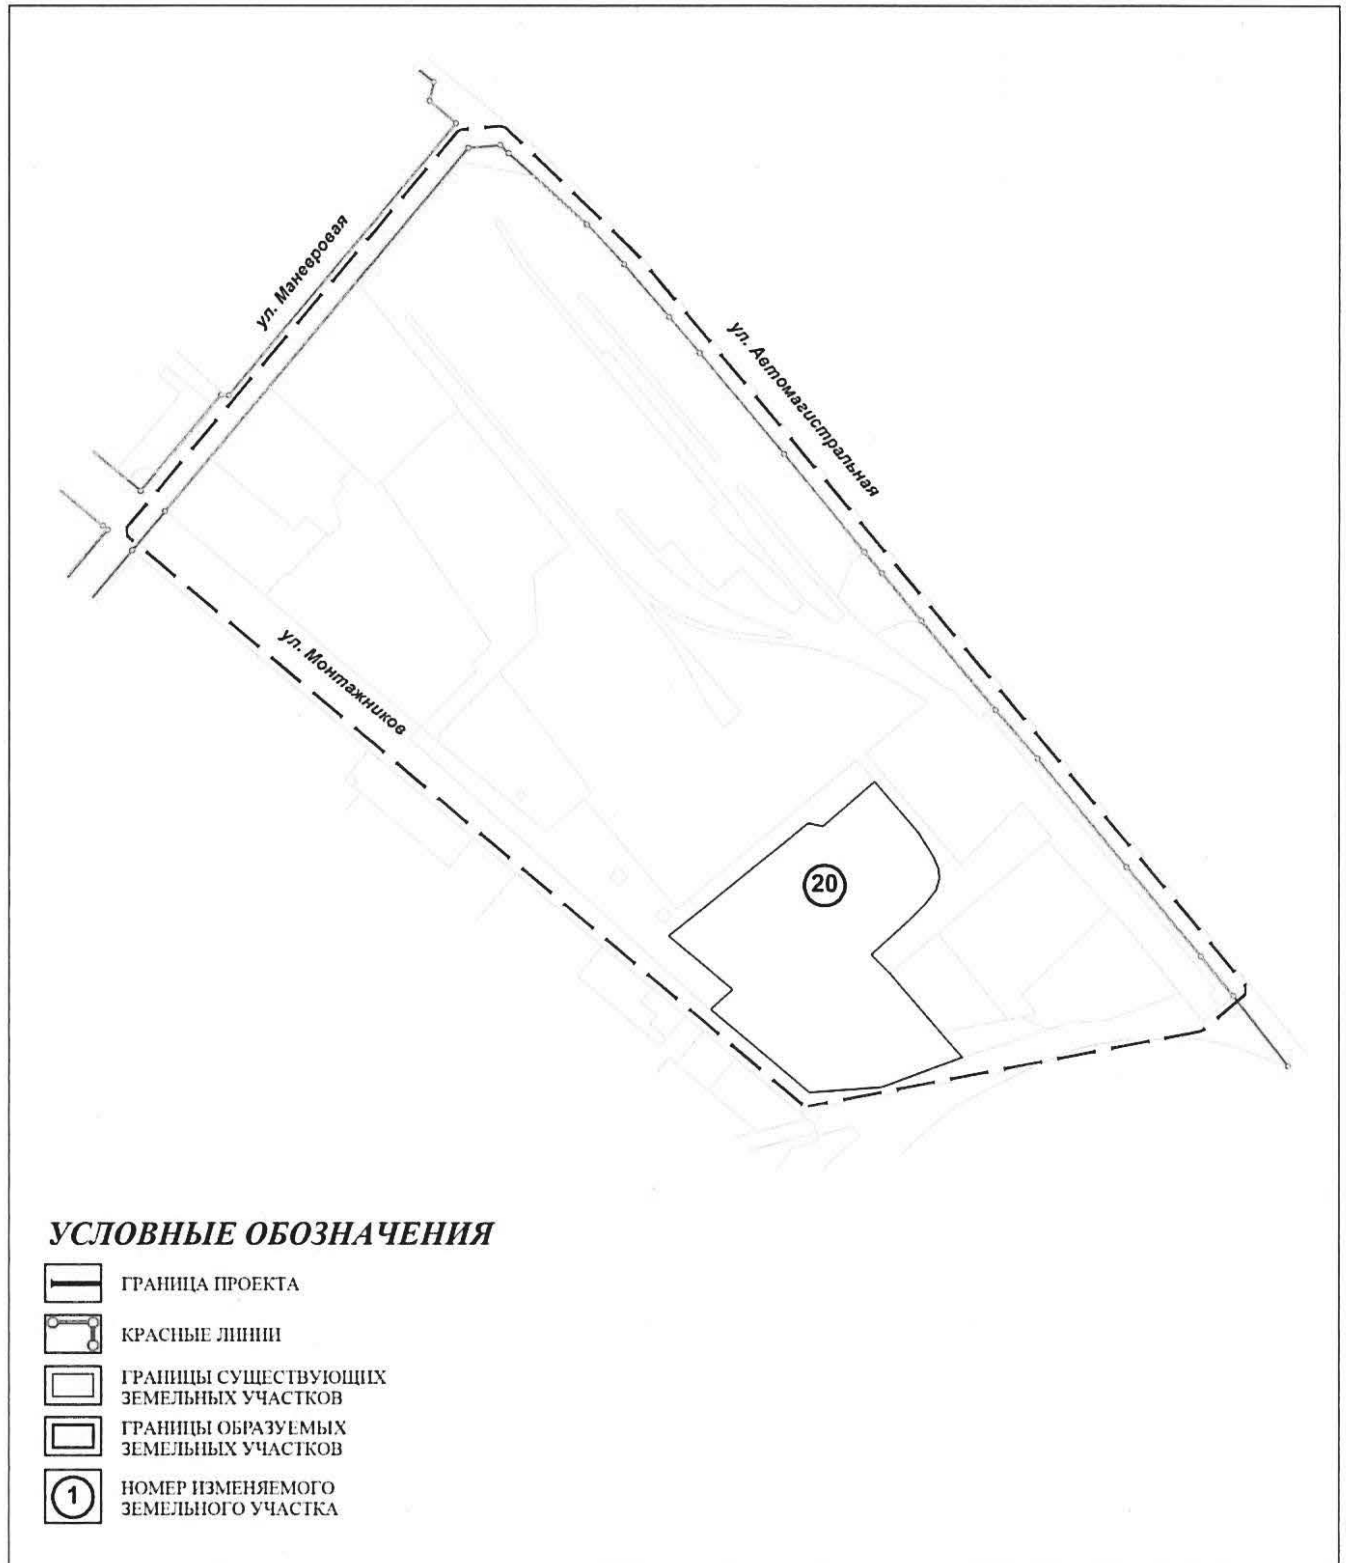 ул. Маневровая
ул. Автомагистральная
ул. Монтажников
20
УСЛОВНЫЕ ОБОЗНАЧЕНИЯ
ГРАНИЦА ПРОЕКТА
КРАСНЫЕ ЛИНИИ
ГРАНИЦЫ СУЩЕСТВУЮЩИХ
ЗЕМЕЛЬНЫХ УЧАСТКОВ
ГРАНИЦЫ ОБРАЗУЕМЫХ
ЗЕМЕЛЬНЫХ УЧАСТКОВ
1
НОМЕР ИЗМЕНЯЕМОГО
ЗЕМЕЛЬНОГО УЧАСТКА